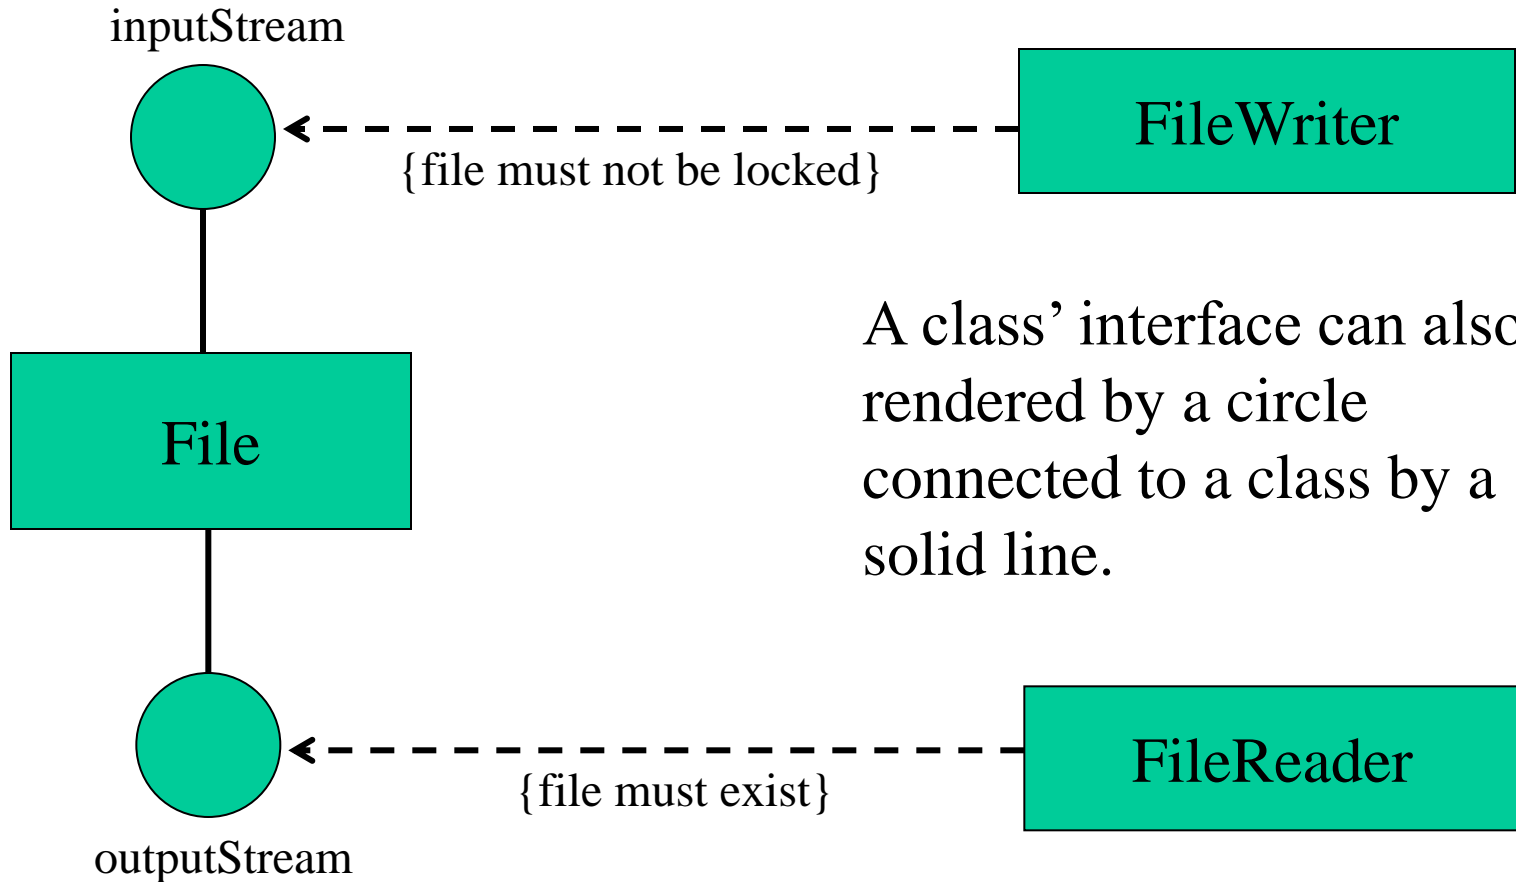 inputStream
FileWriter
{file must not be locked}
A class’ interface can also
rendered by a circle
connected to a class by a
solid line.
File
FileReader
{file must exist}
outputStream